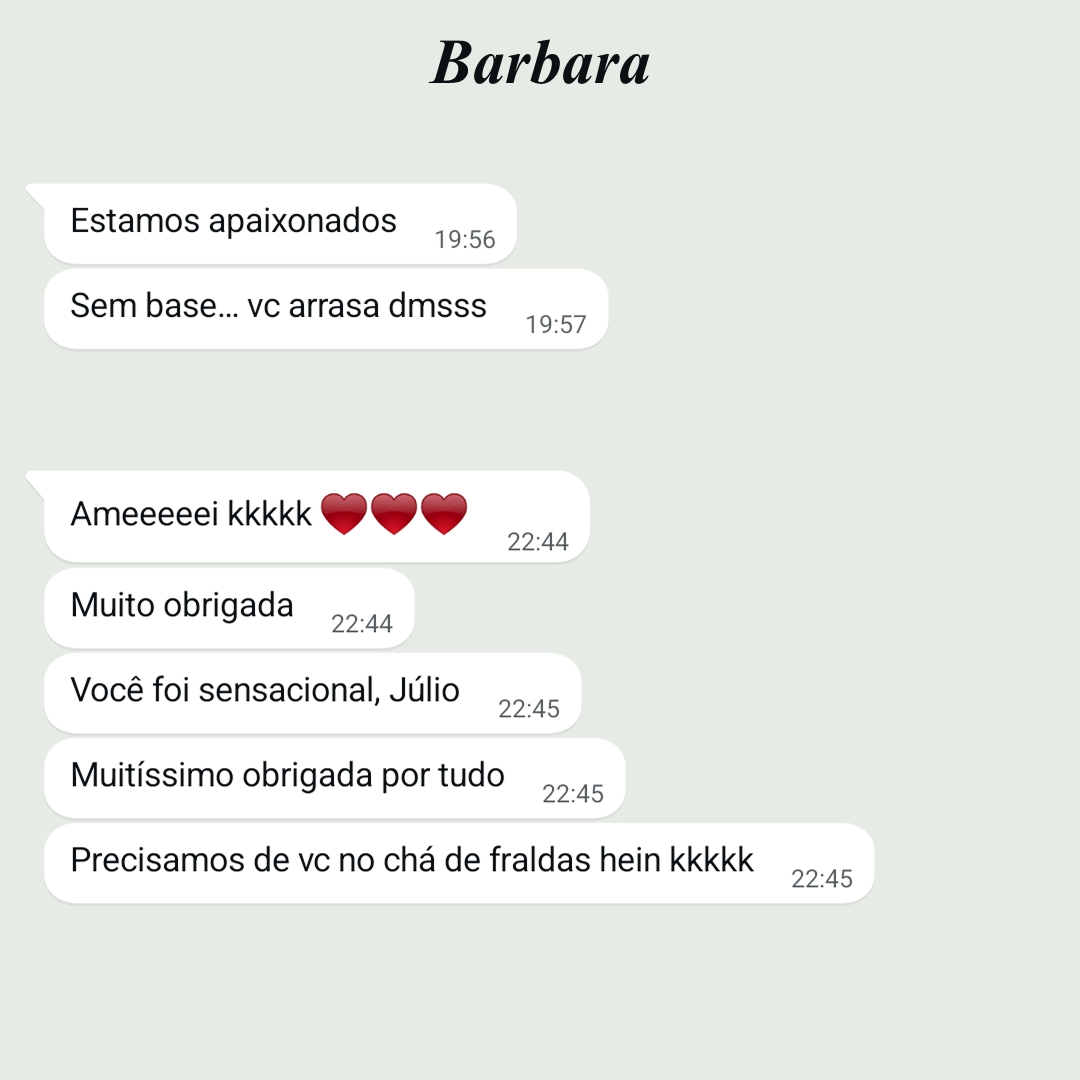 Barbara
Estamos apaixonados
19:56
Sem base... vc arrasa dmsss
19:57
Ameeeeei kkkkk ❤️❤️❤️
22:44
Muito obrigada
22:44
Você foi sensacional, Júlio
22:45
Muitíssimo obrigada por tudo
22:45
Precisamos de vc no chá de fraldas hein kkkkk
22:45